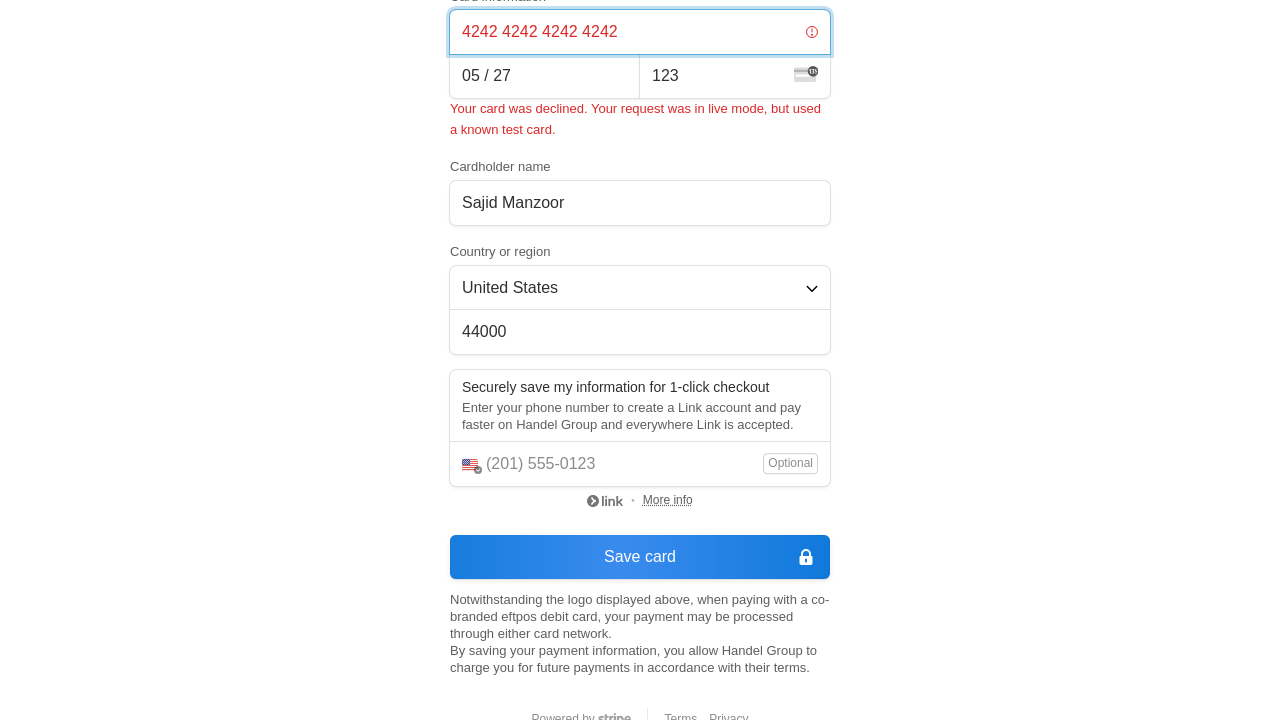 4242 4242 4242 4242
05 / 27
123
Your card was declined. Your request was in live mode, but used
a known test card.
Cardholder name
Sajid Manzoor
Country or region
United States
44000
Securely save my information for 1-click checkout
Enter your phone number to create a Link account and pay
faster on Handel Group and everywhere Link is accepted.
(201) 555-0123
Optional
link
More info
Save card
Notwithstanding the logo displayed above, when paying with a co-
branded eftpos debit card, your payment may be processed
through either card network.
By saving your payment information, you allow Handel Group to
charge you for future payments in accordance with their terms.
Powered by stripe
Terms
Privacy